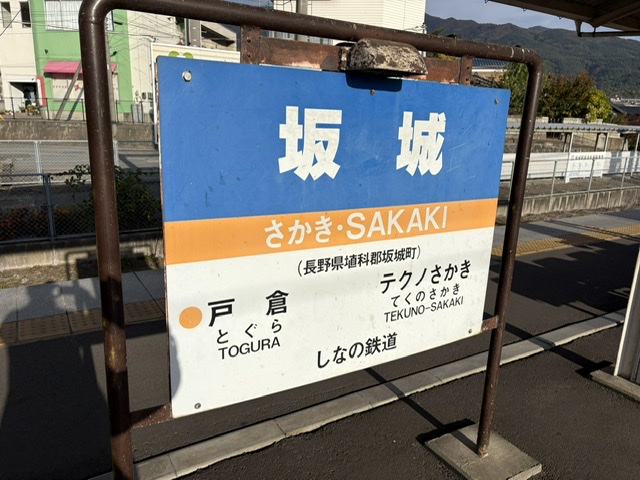 坂城
さかき・SAKAKI
(長野県埴科郡坂城町)
戸倉
とぐら
TOGURA
テクノさかき
てくのさかき
TEKUNO-SAKAKI
しなの鉄道